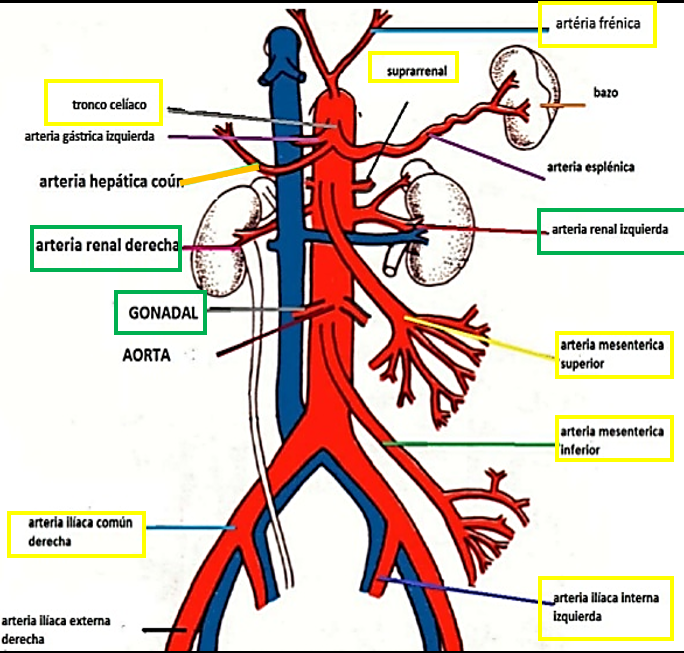 artéria frénica
suprarrenal
tronco celíaco
bazo
arteria gástrica izquierda
arteria esplénica
arteria hepática coún
arteria renal izquierda
arteria renal derecha
GONADAL
AORTA
arteria mesenterica
superior
arteria mesenterica
inferior
arteria ilíaca común
derecha
arteria ilíaca interna
izquierda
arteria ilíaca externa
derecha